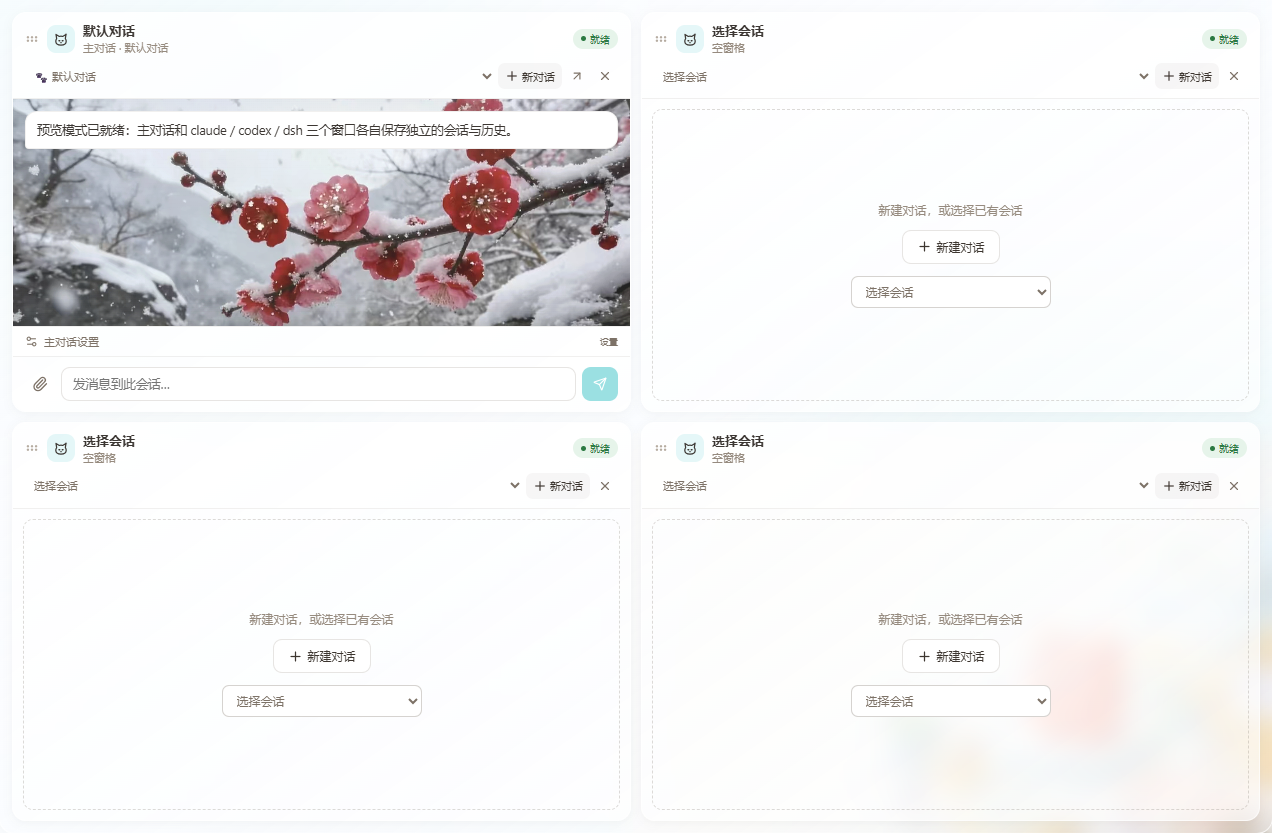 默认对话
主对话 · 默认对话
就绪
默认对话
新对话
预览模式已就绪：主对话和 claude / codex / dsh 三个窗口各自保存独立的会话与历史。
主对话设置
设置
发消息到此会话...
选择会话
空窗格
就绪
选择会话
新对话
新建对话，或选择已有会话
新建对话
选择会话
选择会话
空窗格
就绪
选择会话
新对话
新建对话，或选择已有会话
新建对话
选择会话
选择会话
空窗格
就绪
选择会话
新对话
新建对话，或选择已有会话
新建对话
选择会话